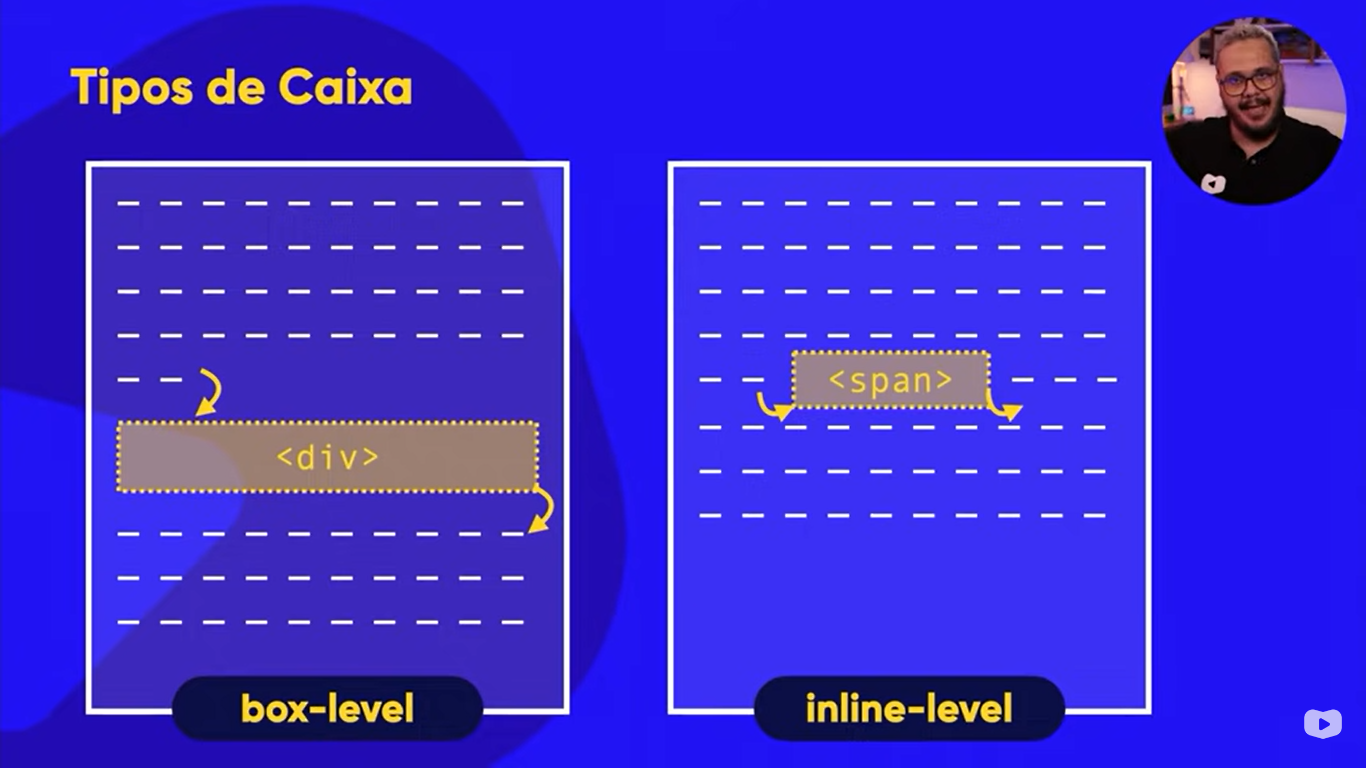 Tipos de Caixa
<div>
<span>
box-level
inline-level